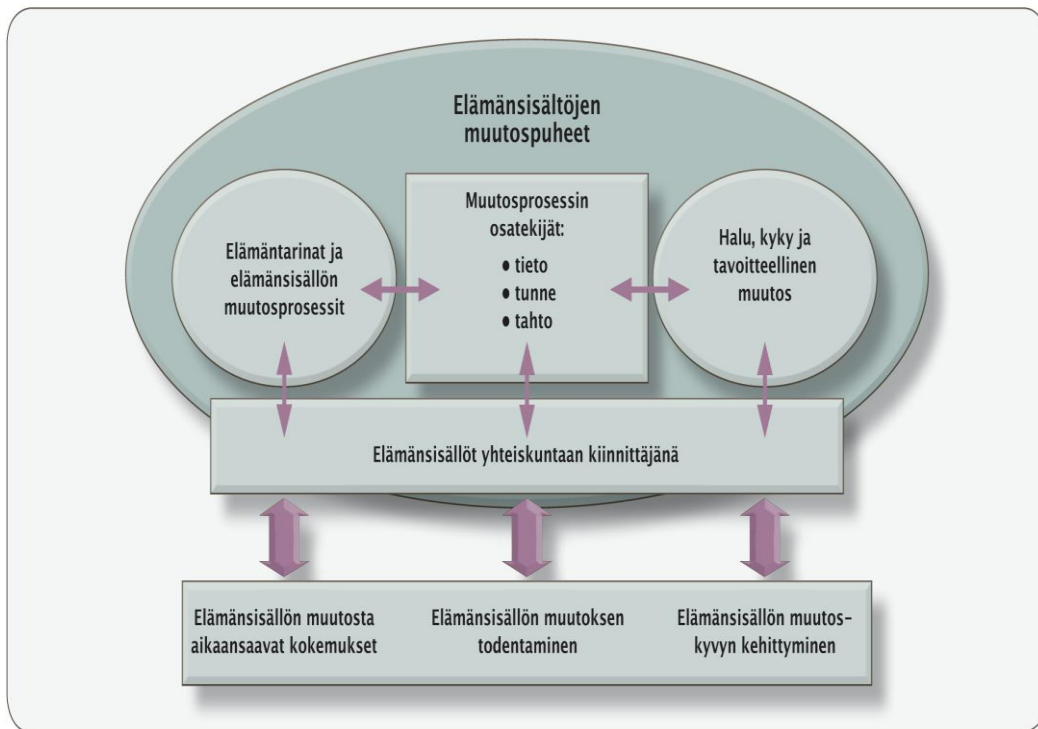 Elämänsisältöjen
muutospuheet
Elämäntarinat ja
elämänsisällön
muutosprosessit
Muutosprosessin
osatekijät:
• tieto
• tunne
• tahto
Halu, kyky ja
tavoitteellinen
muutos
Elämänsisällöt yhteiskuntaan kiinnittäjänä
Elämänsisällön muutosta
aikaansaavat kokemukset
Elämänsisällön muutoksen
todentaminen
Elämänsisällön muutos-
kyvyn kehittyminen